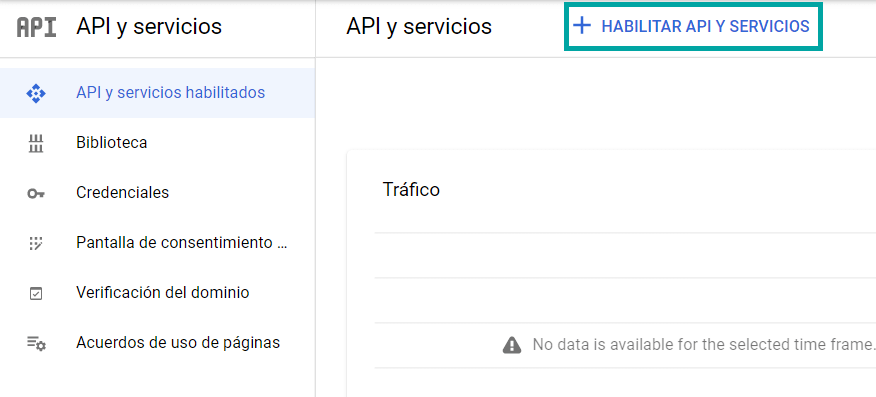 API API y servicios
API y servicios
HABILITAR API Y SERVICIOS
API y servicios habilitados
Biblioteca
Credenciales
Pantalla de consentimiento ...
Verificación del dominio
Acuerdos de uso de páginas
Tráfico
No data is available for the selected time frame.